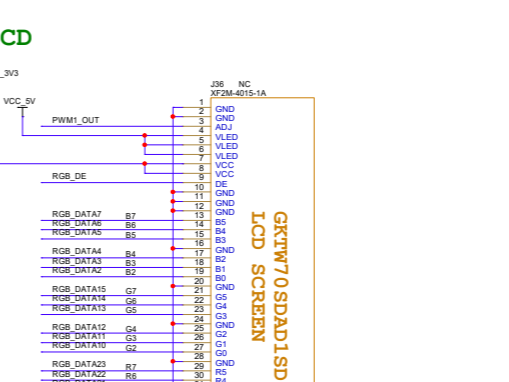 CD
_3V3
J36 NC
XF2M-4015-1A
VCC_5V
1 GND
2 GND
PWM1_OUT 3 ADJ
4 VLED
5 VLED
6 VLED
7 VCC
8 VCC
RGB_DE 9 DE
10 GND
11 GND
12 GND
RGB_DATA7 B7 13 B5
RGB_DATA6 B6 14 B4
RGB_DATA5 B5 15 B3
16 GND
RGB_DATA4 B4 17 B2
RGB_DATA3 B3 18 B1
RGB_DATA2 B2 19 B0
20 GND
RGB_DATA15 G7 21 G5
RGB_DATA14 G6 22 G4
RGB_DATA13 G5 23 G3
24 GND
RGB_DATA12 G4 25 G2
RGB_DATA11 G3 26 G1
RGB_DATA10 G2 27 G0
28 GND
RGB_DATA23 R7 29 R5
RGB_DATA22 R6 30 R4
GKTW70SDAD1SD
LCD SCREEN